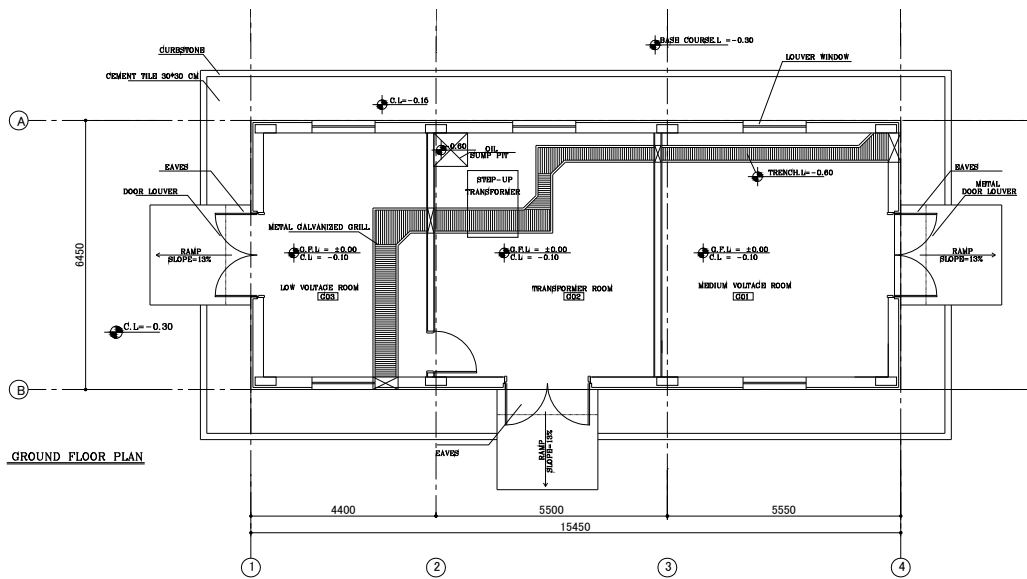 BASH COURSE.L =-0.30
CURBSTONE
LOUVER WINDOW
CEMENT TILE 30*30 CM
C.L=-0.15
A
-0.60
OIL
SUMP PIT
EAVES
EAVES
STEP-UP
TRANSFORMER
TRENCH.L=-0.60
METAL
DOOR LOUVER
DOOR LOUVER
METAL GALVANIZED GRILL
6450
RAMP
SLOPE=13%
O.F.L = ±0.00
C.L = -0.10
O.F.L = ±0.00
C.L = -0.10
O.F.L = ±0.00
C.L = -0.10
RAMP
SLOPE=13%
LOW VOLTAGE ROOM
G03
TRANSFORMER ROOM
G02
MEDIUM VOLTAGE ROOM
G01
C.L=-0.30
B
EAVES
RAMP
SLOPE=13%
GROUND FLOOR PLAN
4400
5500
5550
15450
1
2
3
4